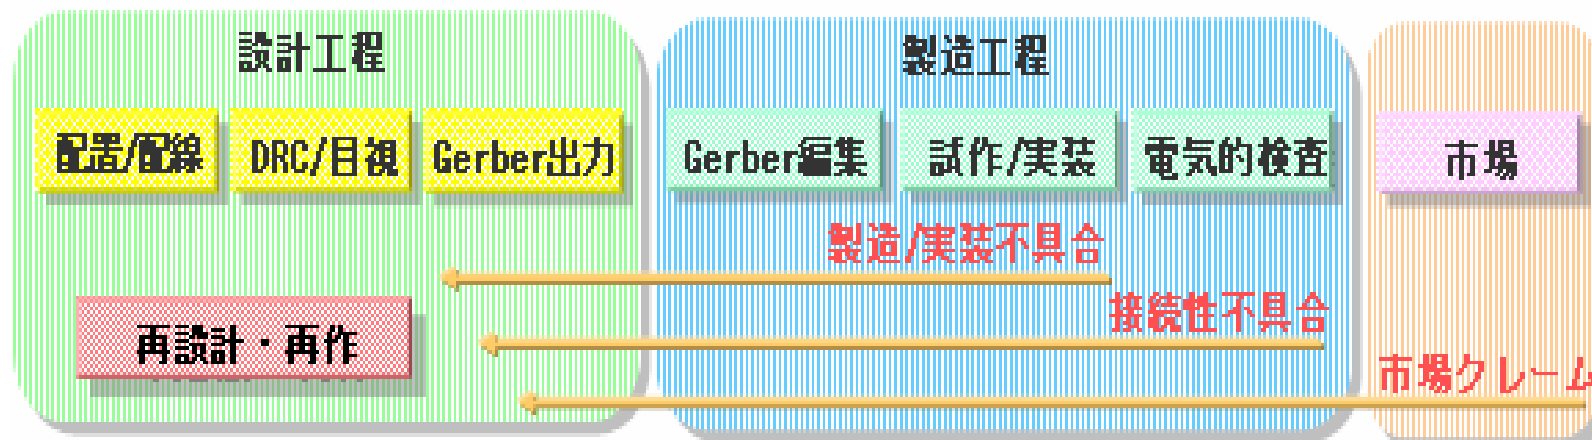 設計工程
製造工程
配置/配線
DRC/目視
Gerber出力
Gerber編集
試作/実装
電気的検査
市場
製造/実装不具合
接続性不具合
再設計・再作
市場クレーム